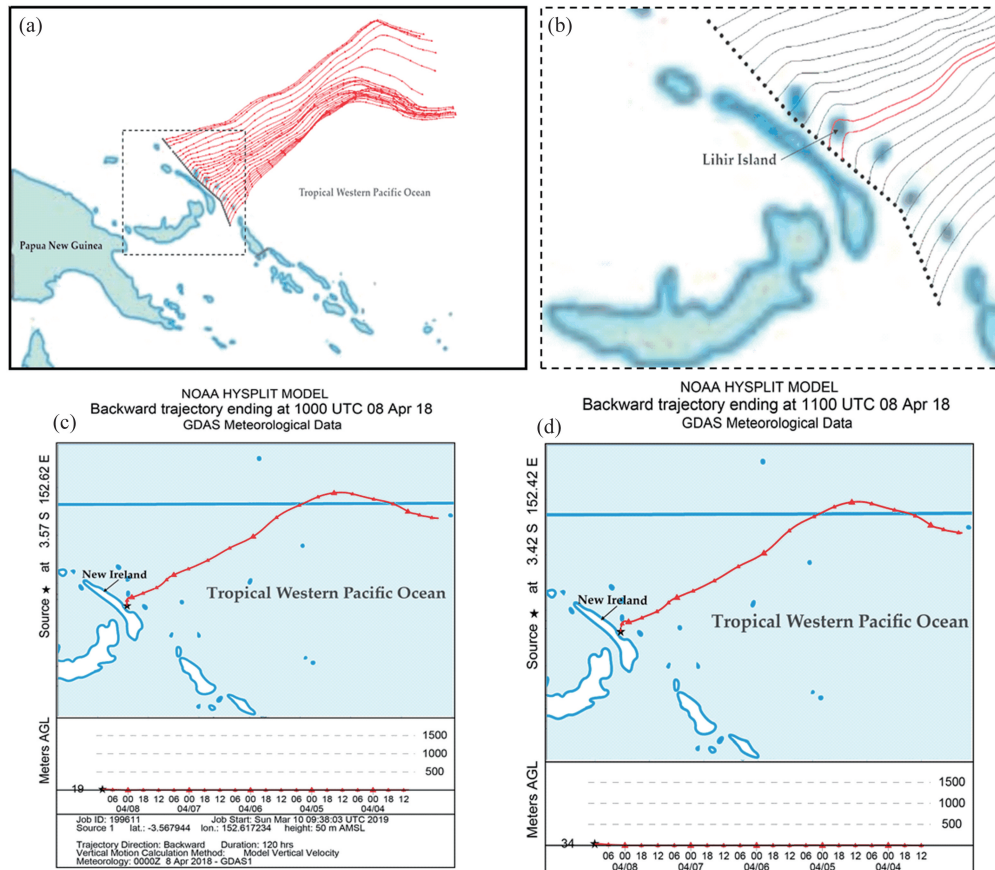 (a)
Tropical Western Pacific Ocean
Papua New Guinea
(b)
Lihir Island
NOAA HYSPLIT MODEL
(c) Backward trajectory ending at 1000 UTC 08 Apr 18
GDAS Meteorological Data
Source ★ at 3.57 S 152.62 E
New Ireland
Tropical Western Pacific Ocean
Meters AGL
1500
1000
500
19
06 00 18 12 06 00 18 12 06 00 18 12 06 00 18 12 06 00 18 12
04/08 04/07 04/06 04/05 04/04
Job ID: 199611 Job Start: Sun Mar 10 09:38:03 UTC 2019
Source 1 lat.: -3.567944 lon.: 152.617234 height: 50 m AMSL
Trajectory Direction: Backward Duration: 120 hrs
Vertical Motion Calculation Method: Model Vertical Velocity
Meteorology: 0000Z 8 Apr 2018 - GDAS1
NOAA HYSPLIT MODEL
Backward trajectory ending at 1100 UTC 08 Apr 18
(d) GDAS Meteorological Data
Source ★ at 3.42 S 152.42 E
New Ireland
Tropical Western Pacific Ocean
Meters AGL
1500
1000
500
34
06 00 18 12 06 00 18 12 06 00 18 12 06 00 18 12 06 00 18 12
04/08 04/07 04/06 04/05 04/04